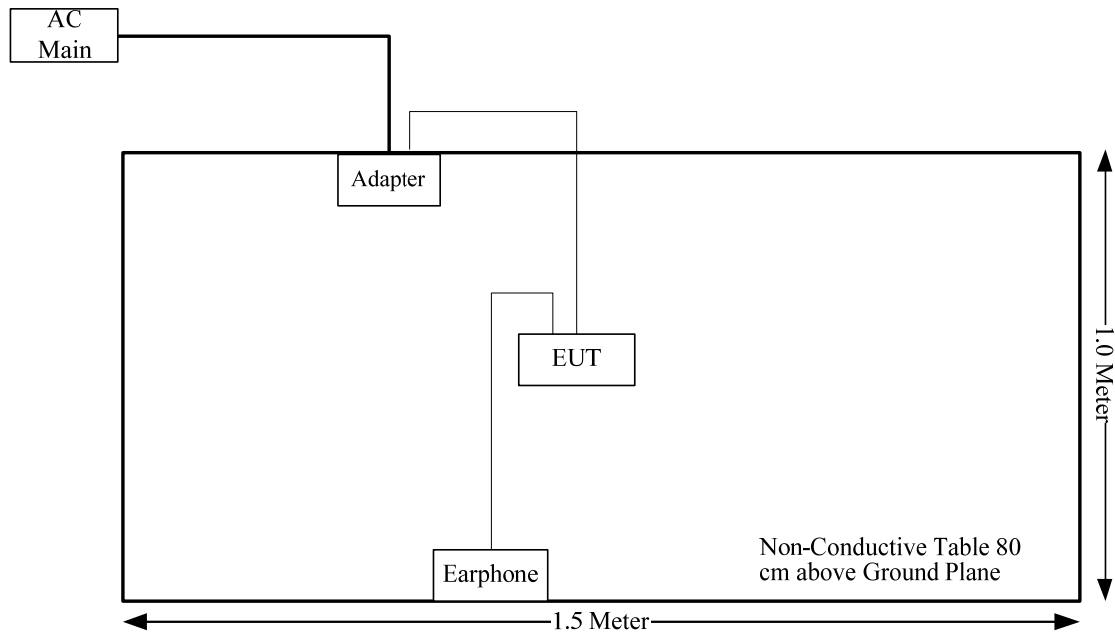 AC
Main
Adapter
EUT
1.0 Meter
Earphone
Non-Conductive Table 80
cm above Ground Plane
1.5 Meter